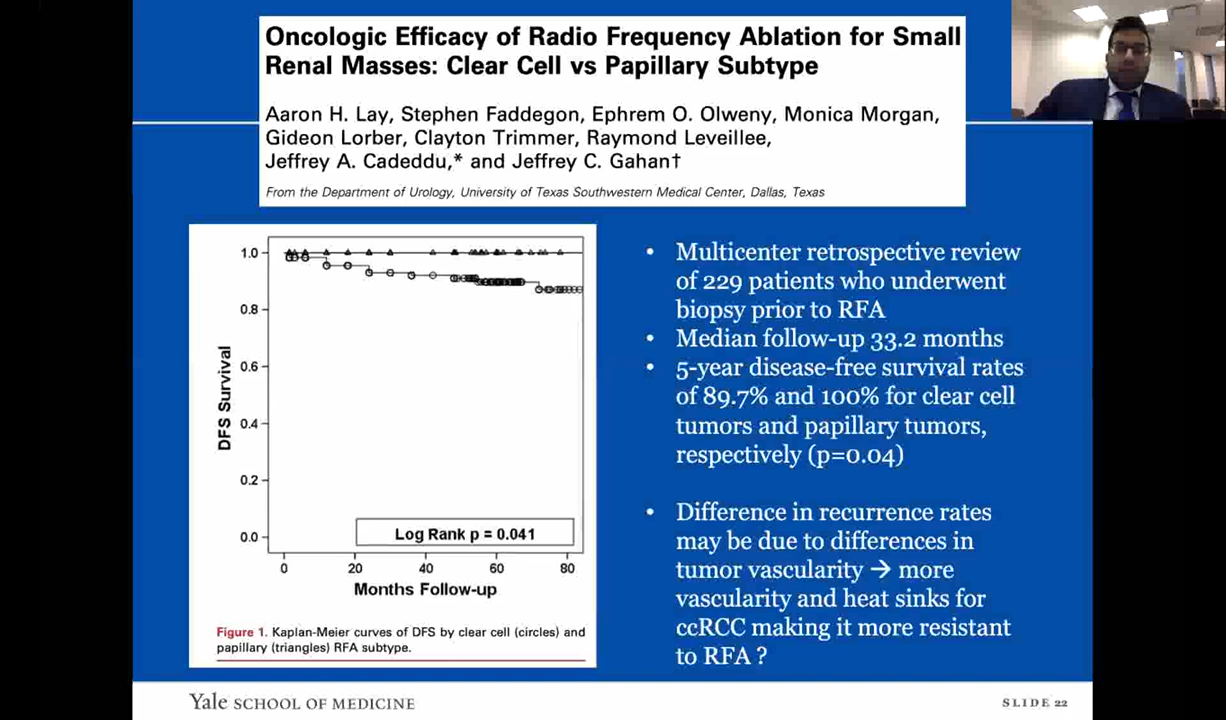 Oncologic Efficacy of Radio Frequency Ablation for Small
Renal Masses: Clear Cell vs Papillary Subtype
Aaron H. Lay, Stephen Faddegon, Ephrem O. Olweny, Monica Morgan,
Gideon Lorber, Clayton Trimmer, Raymond Leveillee,
Jeffrey A. Cadeddu,* and Jeffrey C. Gahan†
From the Department of Urology, University of Texas Southwestern Medical Center, Dallas, Texas
DFS Survival
1.0
0.8
0.6
0.4
0.2
0.0
Log Rank p = 0.041
0 20 40 60 80
Months Follow-up
Figure 1. Kaplan-Meier curves of DFS by clear cell (circles) and
papillary (triangles) RFA subtype.
• Multicenter retrospective review
of 229 patients who underwent
biopsy prior to RFA
• Median follow-up 33.2 months
• 5-year disease-free survival rates
of 89.7% and 100% for clear cell
tumors and papillary tumors,
respectively (p=0.04)
• Difference in recurrence rates
may be due to differences in
tumor vascularity → more
vascularity and heat sinks for
ccRCC making it more resistant
to RFA ?
Yale SCHOOL OF MEDICINE
SLIDE 22